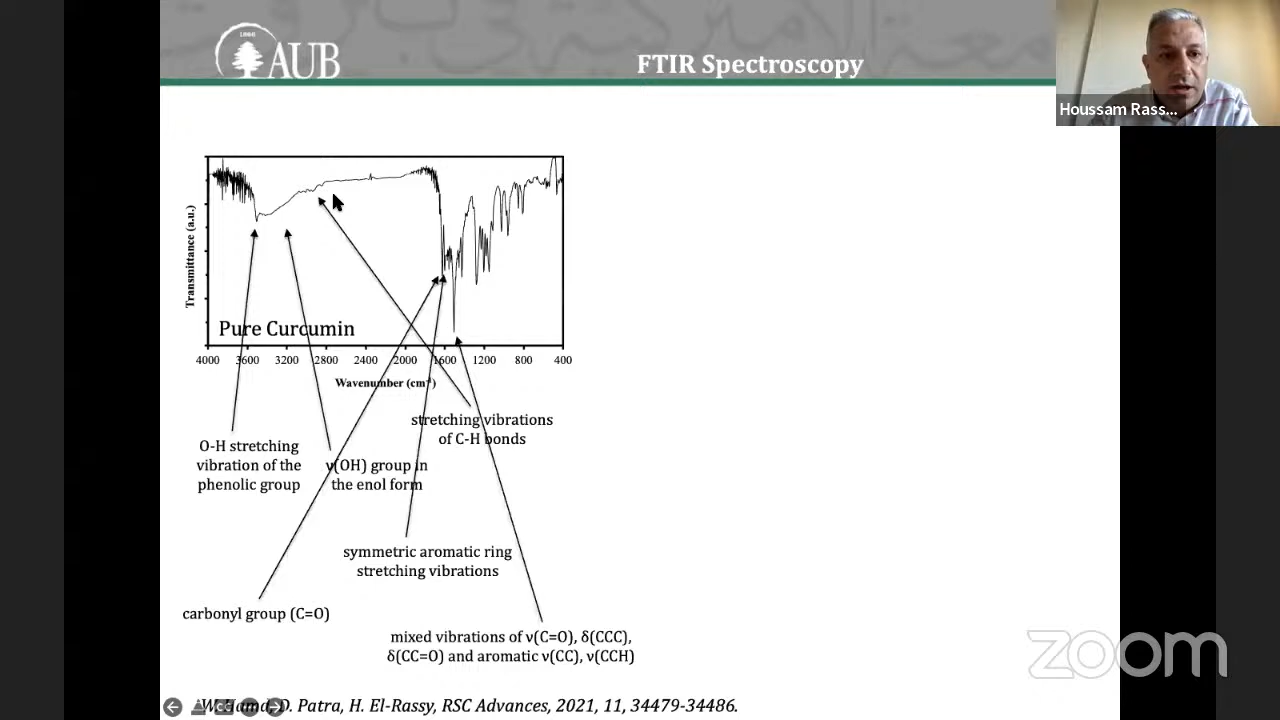 1866
AUB
FTIR Spectroscopy
Houssam Rass...
Transmittance (a.u.)
Pure Curcumin
4000 3600 3200 2800 2400 2000 1600 1200 800 400
Wavenumber (cm⁻¹)
stretching vibrations
of C-H bonds
O-H stretching
vibration of the
phenolic group
ν(OH) group in
the enol form
symmetric aromatic ring
stretching vibrations
carbonyl group (C=O)
mixed vibrations of ν(C=O), δ(CCC),
δ(CC=O) and aromatic ν(CC), ν(CCH)
zoom
D. Patra, H. El-Rassy, RSC Advances, 2021, 11, 34479-34486.